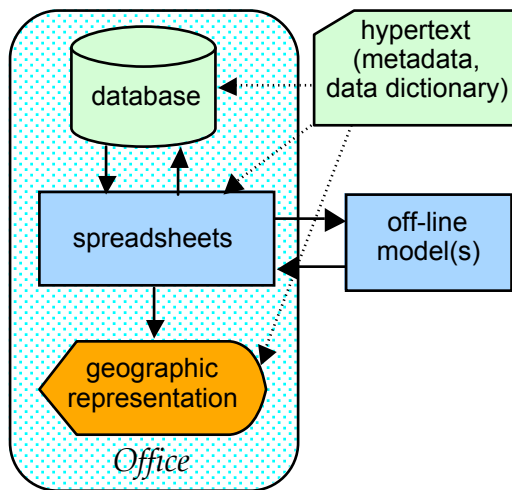 hypertext
(metadata,
data dictionary)
database
spreadsheets
off-line
model(s)
geographic
representation
Office